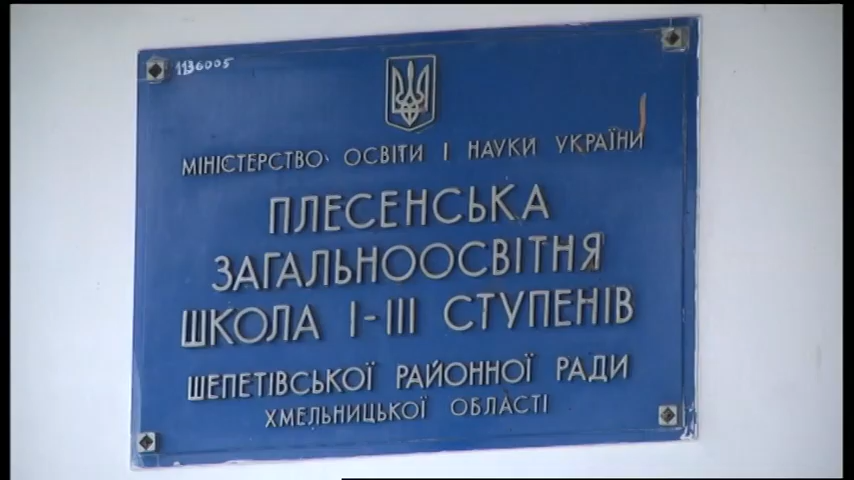 1136005
МІНІСТЕРСТВО ОСВІТИ І НАУКИ УКРАЇНИ
ПЛЕСЕНСЬКА
ЗАГАЛЬНООСВІТНЯ
ШКОЛА І-ІІІ СТУПЕНІВ
ШЕПЕТІВСЬКОЇ РАЙОННОЇ РАДИ
ХМЕЛЬНИЦЬКОЇ ОБЛАСТІ